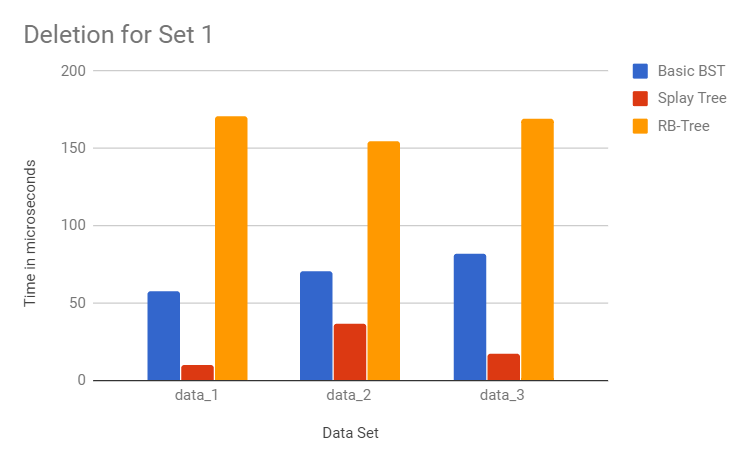 Deletion for Set 1
200
150
100
50
0
Time in microseconds
data_1
data_2
data_3
Data Set
Basic BST
Splay Tree
RB-Tree